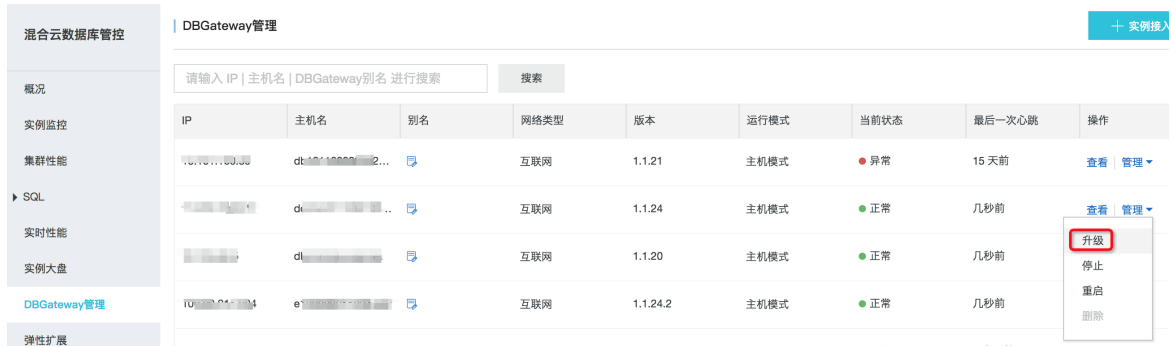 混合云数据库管控
DBGateway管理
＋ 实例接入
请输入 IP | 主机名 | DBGateway别名 进行搜索
搜索
概况
实例监控
集群性能
SQL
实时性能
实例大盘
DBGateway管理
弹性扩展
IP 主机名 别名 网络类型 版本 运行模式 当前状态 最后一次心跳 操作
互联网 1.1.21 主机模式 异常 15 天前 查看 管理
互联网 1.1.24 主机模式 正常 几秒前 查看 管理
互联网 1.1.20 主机模式 正常 几秒前
互联网 1.1.24.2 主机模式 正常 几秒前
升级
停止
重启
删除